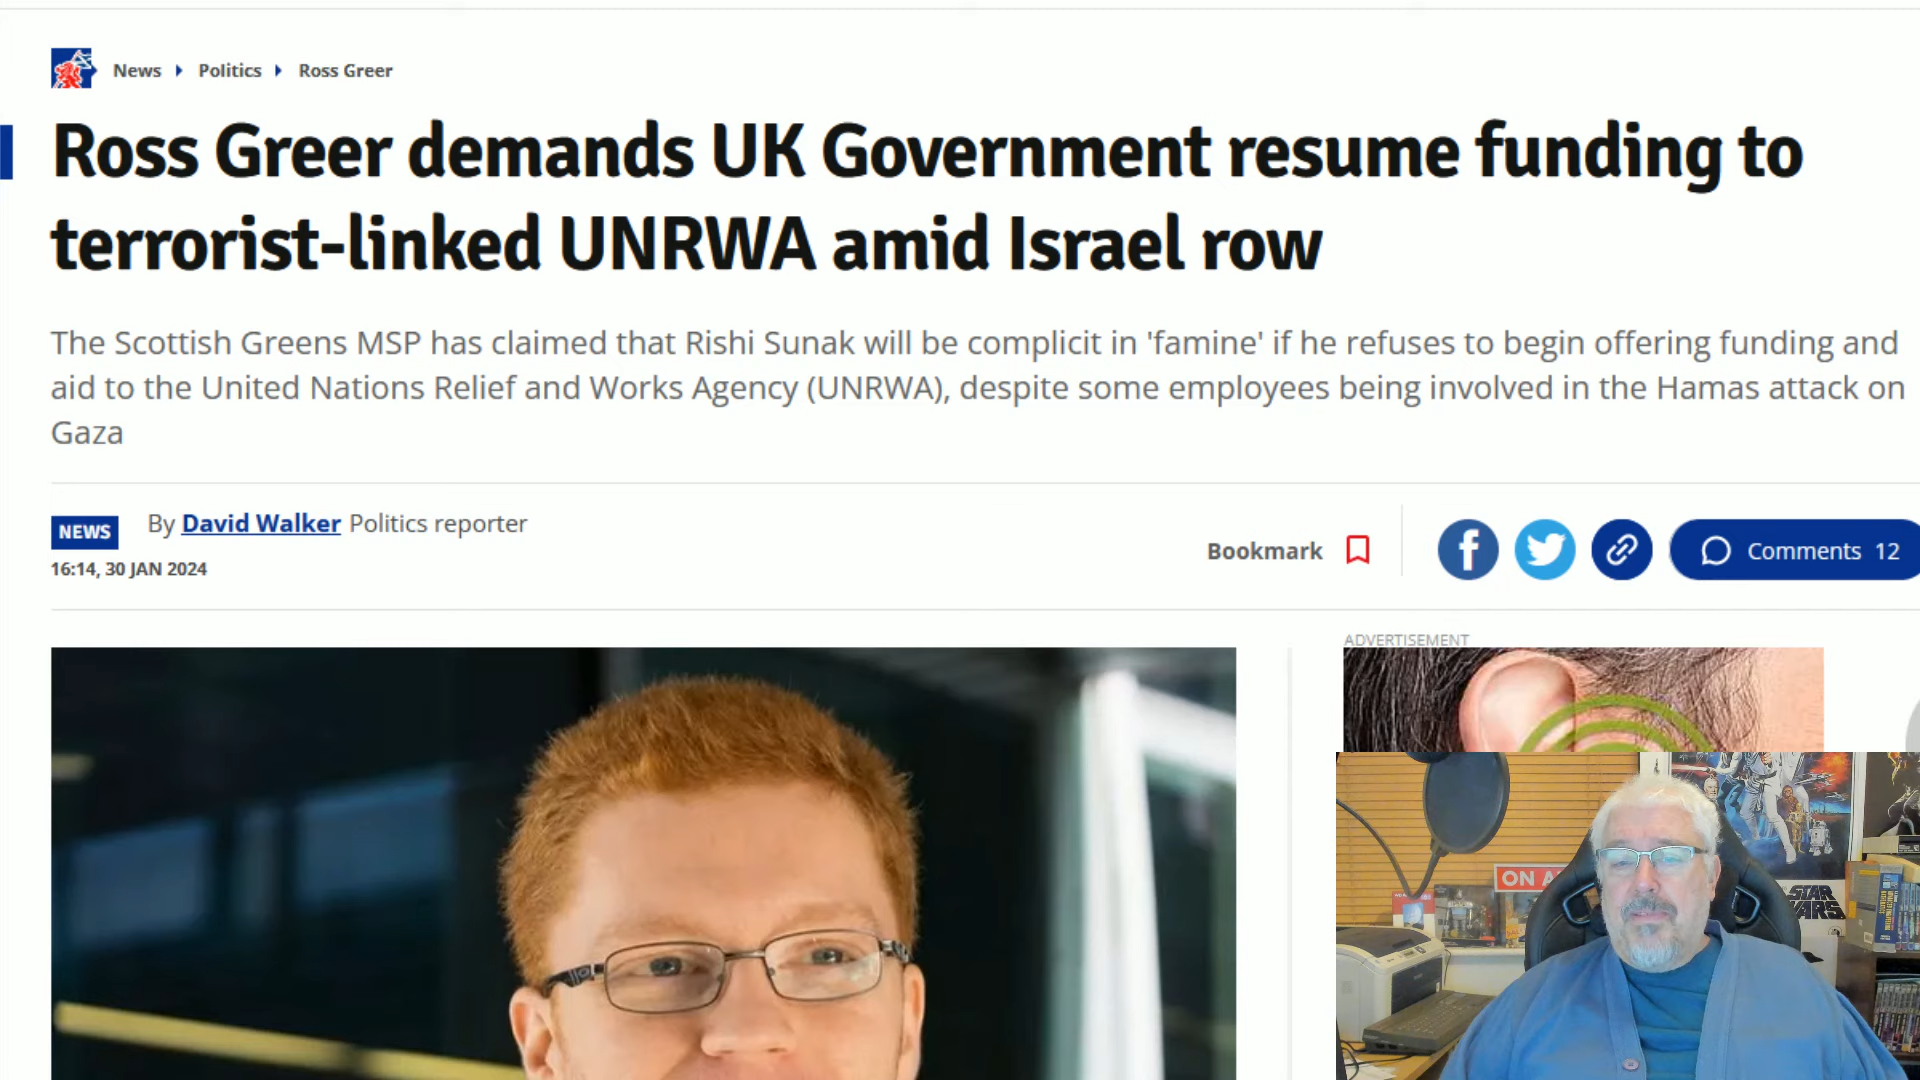 News Politics Ross Greer
Ross Greer demands UK Government resume funding to
terrorist-linked UNRWA amid Israel row
The Scottish Greens MSP has claimed that Rishi Sunak will be complicit in 'famine' if he refuses to begin offering funding and
aid to the United Nations Relief and Works Agency (UNRWA), despite some employees being involved in the Hamas attack on
Gaza
NEWS By David Walker Politics reporter
16:14, 30 JAN 2024
Bookmark
Comments 12
ADVERTISEMENT
ON A
STAR
WARS